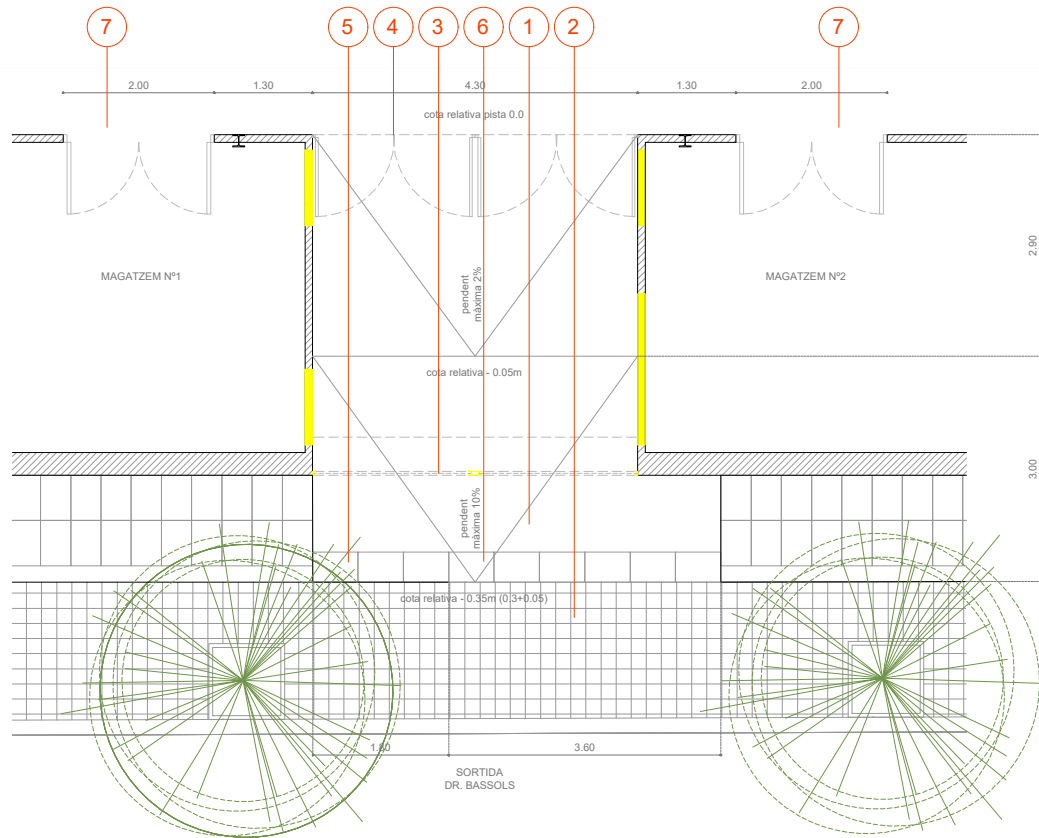 7
5
4
3
6
1
2
7
2.00
1.30
4.30
1.30
2.00
cota relativa pista 0.0
2.90
MAGATZEM Nº1
pendent
màxima 2%
MAGATZEM Nº2
cota relativa - 0.05m
3.00
pendent
màxima 10%
cota relativa - 0.35m (0,3+0.05)
1.80
3.60
SORTIDA
DR. BASSOLS